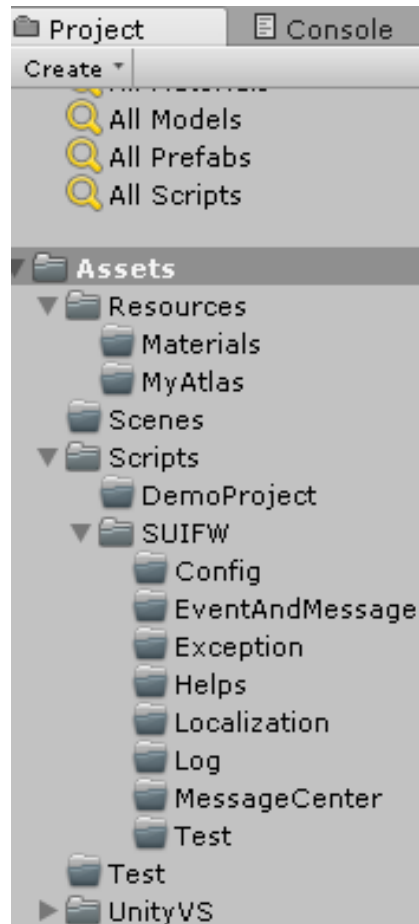 Project
Console
Create
All Models
All Prefabs
All Scripts
Assets
Resources
Materials
MyAtlas
Scenes
Scripts
DemoProject
SUIFW
Config
EventAndMessage
Exception
Helps
Localization
Log
MessageCenter
Test
Test
UnityVS